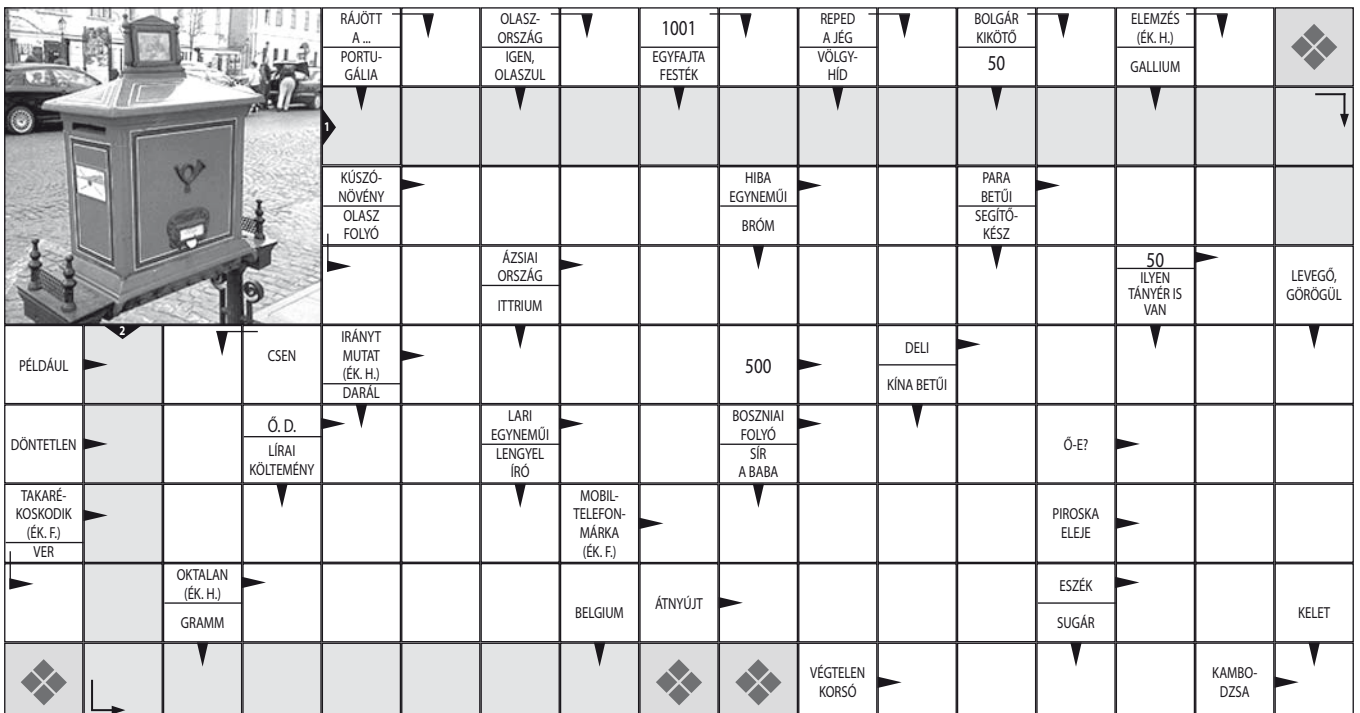 RÁJÖTT
A ...
PORTU-
GÁLIA
OLASZ-
ORSZÁG
IGEN,
OLASZUL
1001
EGYFAJTA
FESTÉK
REPED
A JÉG
VÖLGY-
HÍD
BOLGÁR
KIKÖTŐ
50
ELEMZÉS
(ÉK. H.)
GALLIUM
1
KÚSZÓ-
NÖVÉNY
OLASZ
FOLYÓ
HIBA
EGYNEMŰI
BRÓM
PARA
BETŰI
SEGÍTŐ-
KÉSZ
ÁZSIAI
ORSZÁG
ITTRIUM
50
ILYEN
TÁNYÉR IS
VAN
LEVEGŐ,
GÖRÖGÜL
PÉLDÁUL
2
CSEN
IRÁNYT
MUTAT
(ÉK. H.)
DARÁL
500
DELI
KÍNA BETŰI
DÖNTETLEN
Ő. D.
LÍRAI
KÖLTEMÉNY
LARI
EGYNEMŰI
LENGYEL
ÍRÓ
BOSZNIAI
FOLYÓ
SÍR
A BABA
Ő-E?
TAKARÉ-
KOSKODIK
(ÉK. F.)
VER
MOBIL-
TELEFON-
MÁRKA
(ÉK. F.)
PIROSKA
ELEJE
OKTALAN
(ÉK. H.)
GRAMM
BELGIUM
ÁTNYÚJT
ESZÉK
SUGÁR
KELET
VÉGTELEN
KORSÓ
KAMBO-
DZSA